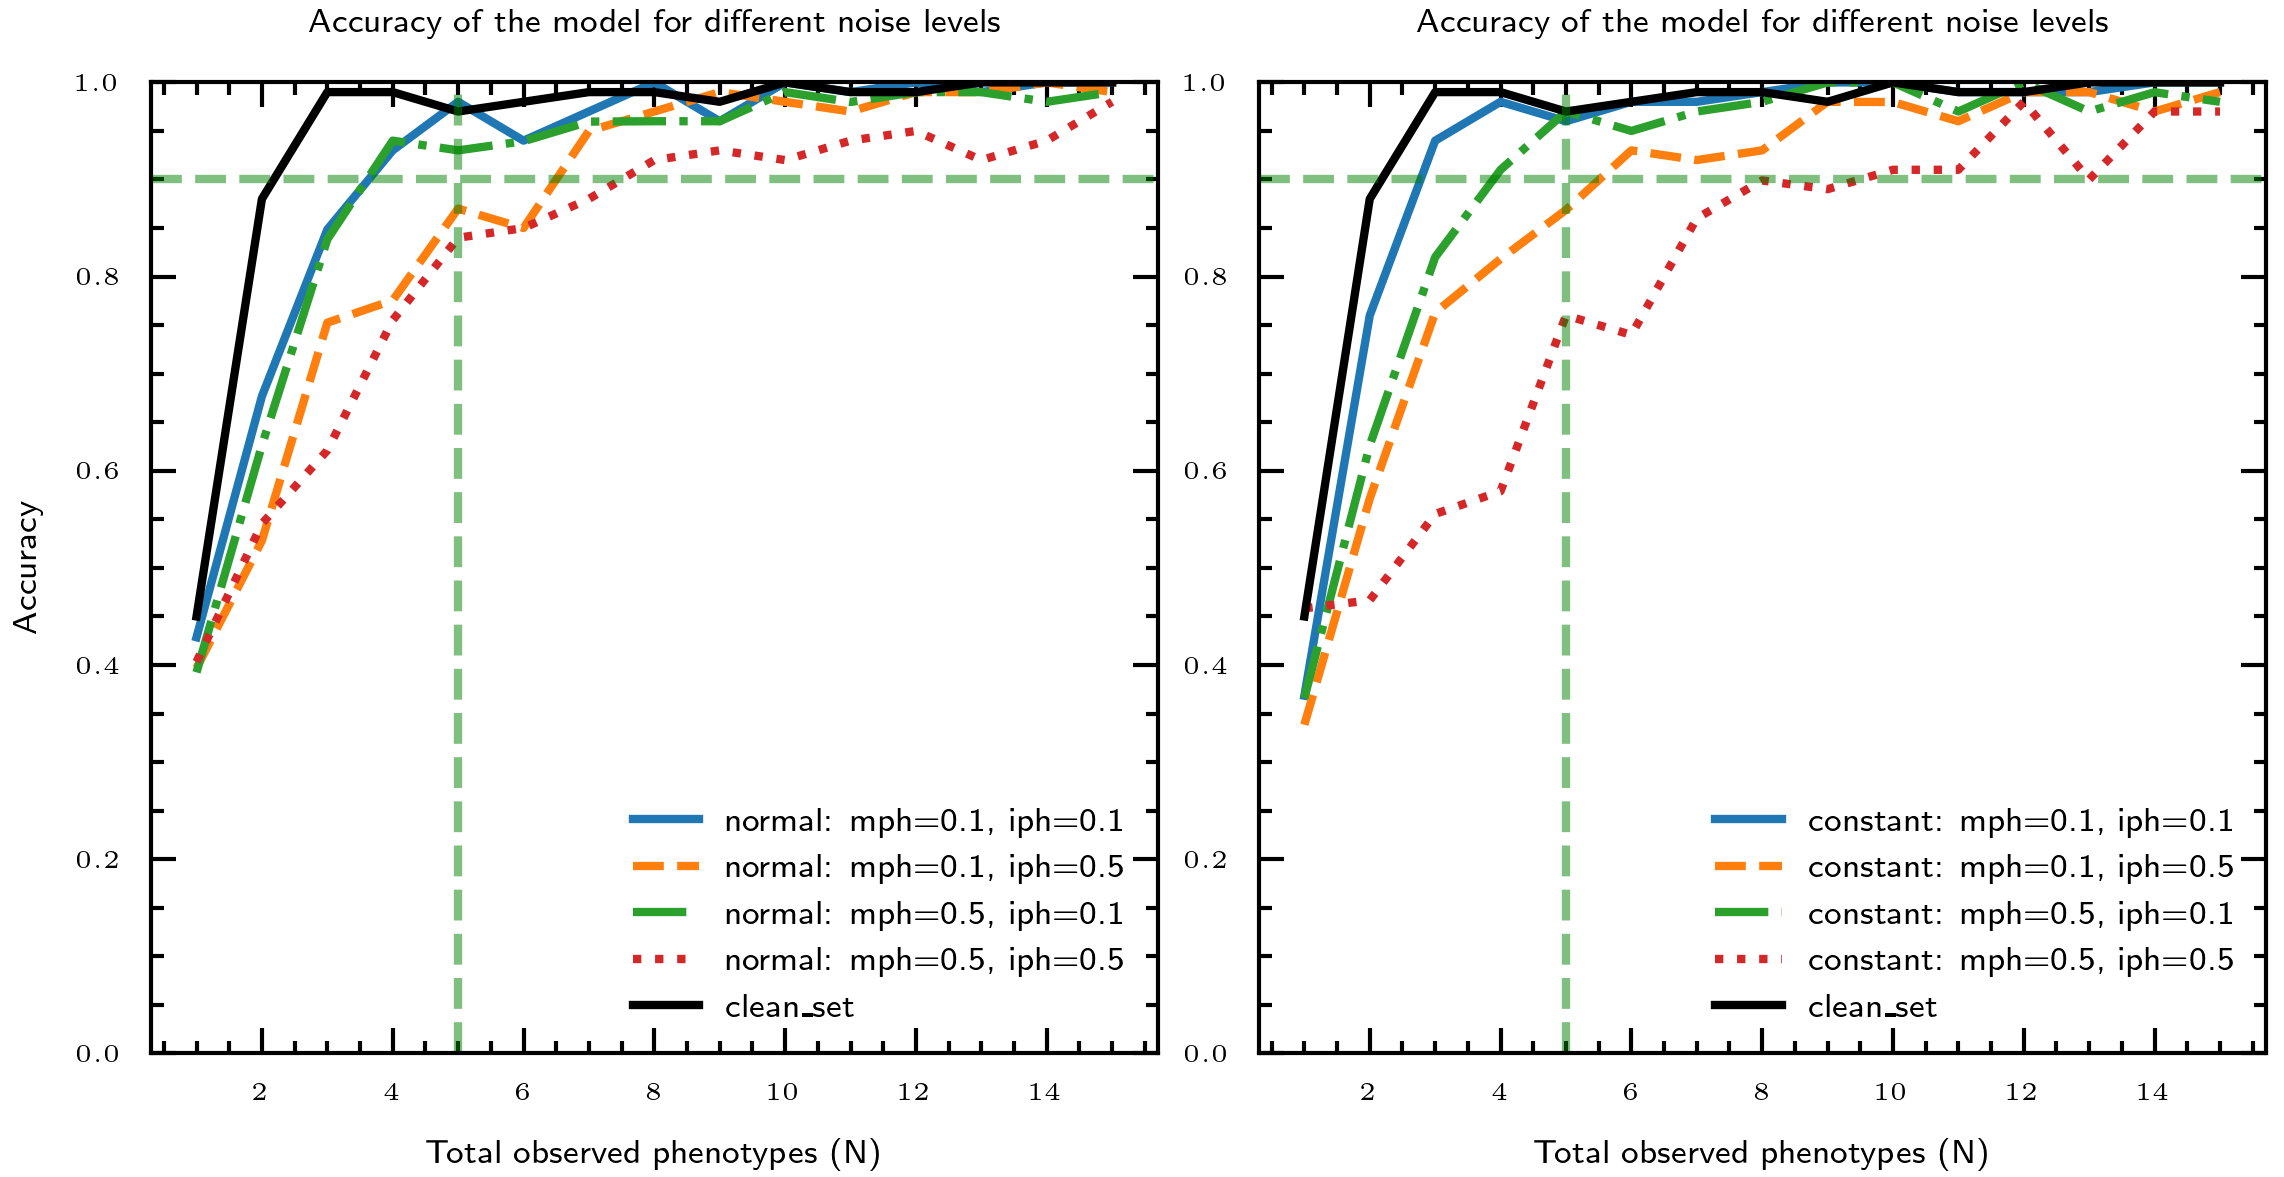 Accuracy of the model for different noise levels
1.0
0.8
0.6
0.4
0.2
0.0
Accuracy
2 4 6 8 10 12 14
Total observed phenotypes (N)
normal: mph=0.1, iph=0.1
normal: mph=0.1, iph=0.5
normal: mph=0.5, iph=0.1
normal: mph=0.5, iph=0.5
clean_set
Accuracy of the model for different noise levels
1.0
0.8
0.6
0.4
0.2
0.0
2 4 6 8 10 12 14
Total observed phenotypes (N)
constant: mph=0.1, iph=0.1
constant: mph=0.1, iph=0.5
constant: mph=0.5, iph=0.1
constant: mph=0.5, iph=0.5
clean_set